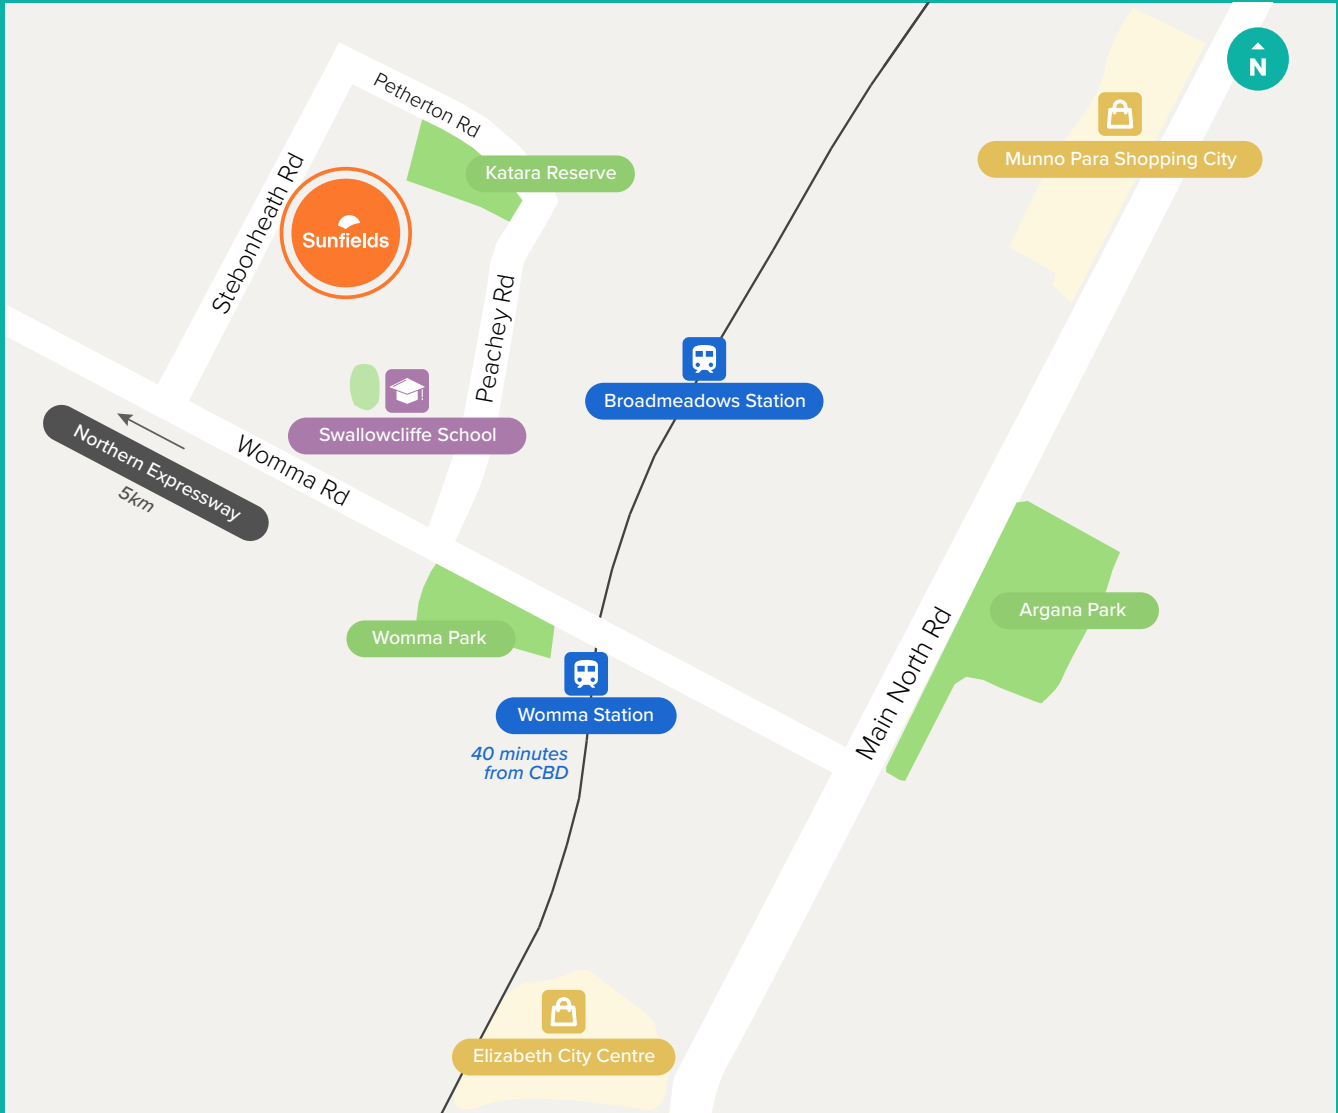 N
Petherton Rd
Munno Para Shopping City
Katara Reserve
Stebonheath Rd
Sunfields
Peachey Rd
Broadmeadows Station
Swallowcliffe School
Northern Expressway
5km
Womma Rd
Argana Park
Womma Park
Main North Rd
Womma Station
40 minutes
from CBD
Elizabeth City Centre